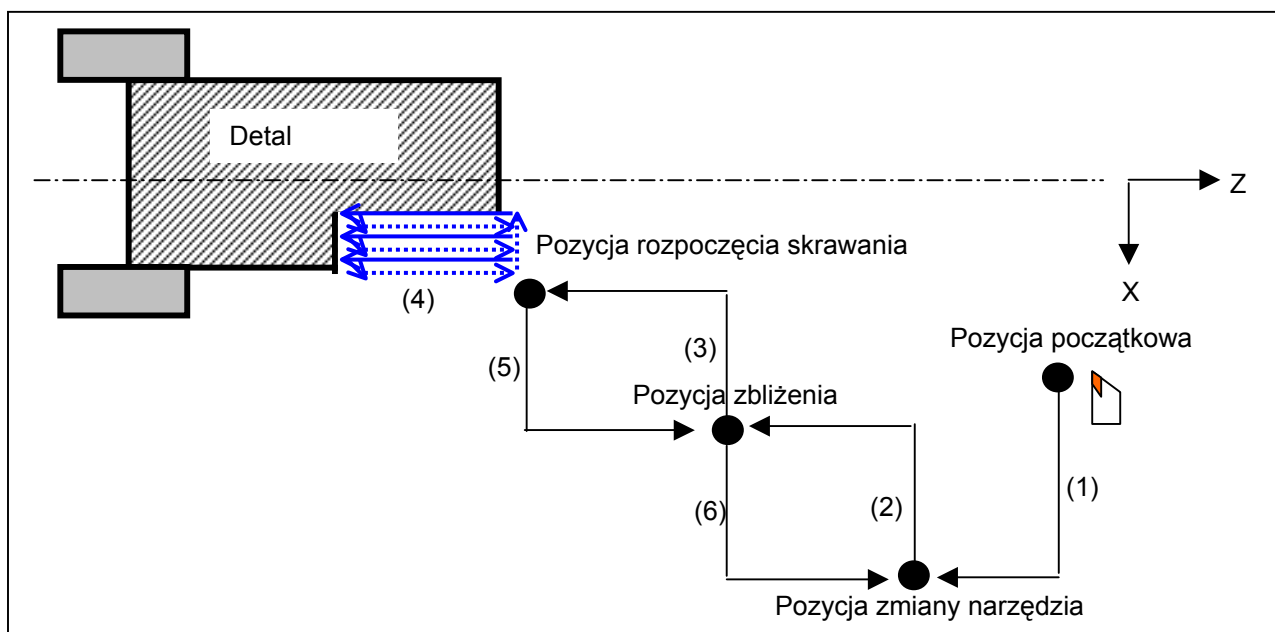 Detal
Z
Pozycja rozpoczęcia skrawania
X
(4)
Pozycja początkowa
(3)
(5)
Pozycja zbliżenia
(1)
(2)
(6)
Pozycja zmiany narzędzia